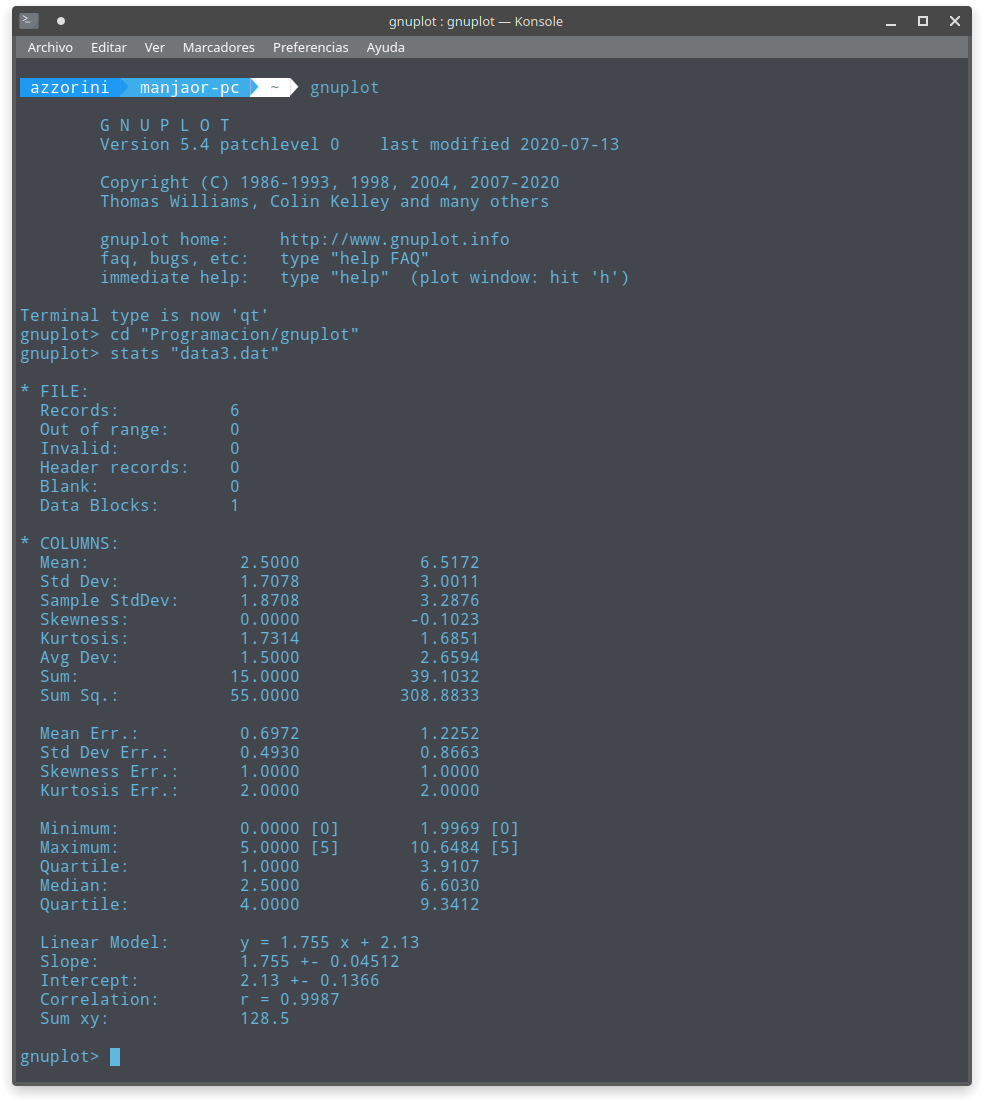 gnuplot : gnuplot — Konsole
Archivo Editar Ver Marcadores Preferencias Ayuda
azzorini manjaor-pc ~ gnuplot
G N U P L O T
Version 5.4 patchlevel 0    last modified 2020-07-13
Copyright (C) 1986-1993, 1998, 2004, 2007-2020
Thomas Williams, Colin Kelley and many others
gnuplot home:     http://www.gnuplot.info
faq, bugs, etc:   type "help FAQ"
immediate help:   type "help"  (plot window: hit 'h')
Terminal type is now 'qt'
gnuplot> cd "Programacion/gnuplot"
gnuplot> stats "data3.dat"
* FILE:
Records:           6
Out of range:      0
Invalid:           0
Header records:    0
Blank:             0
Data Blocks:       1
* COLUMNS:
Mean:               2.5000            6.5172
Std Dev:            1.7078            3.0011
Sample StdDev:      1.8708            3.2876
Skewness:           0.0000           -0.1023
Kurtosis:           1.7314            1.6851
Avg Dev:            1.5000            2.6594
Sum:               15.0000           39.1032
Sum Sq.:           55.0000          308.8833
Mean Err.:          0.6972            1.2252
Std Dev Err.:       0.4930            0.8663
Skewness Err.:      1.0000            1.0000
Kurtosis Err.:      2.0000            2.0000
Minimum:            0.0000 [0]        1.9969 [0]
Maximum:            5.0000 [5]       10.6484 [5]
Quartile:           1.0000            3.9107
Median:             2.5000            6.6030
Quartile:           4.0000            9.3412
Linear Model:       y = 1.755 x + 2.13
Slope:              1.755 +- 0.04512
Intercept:          2.13 +- 0.1366
Correlation:        r = 0.9987
Sum xy:             128.5
gnuplot>